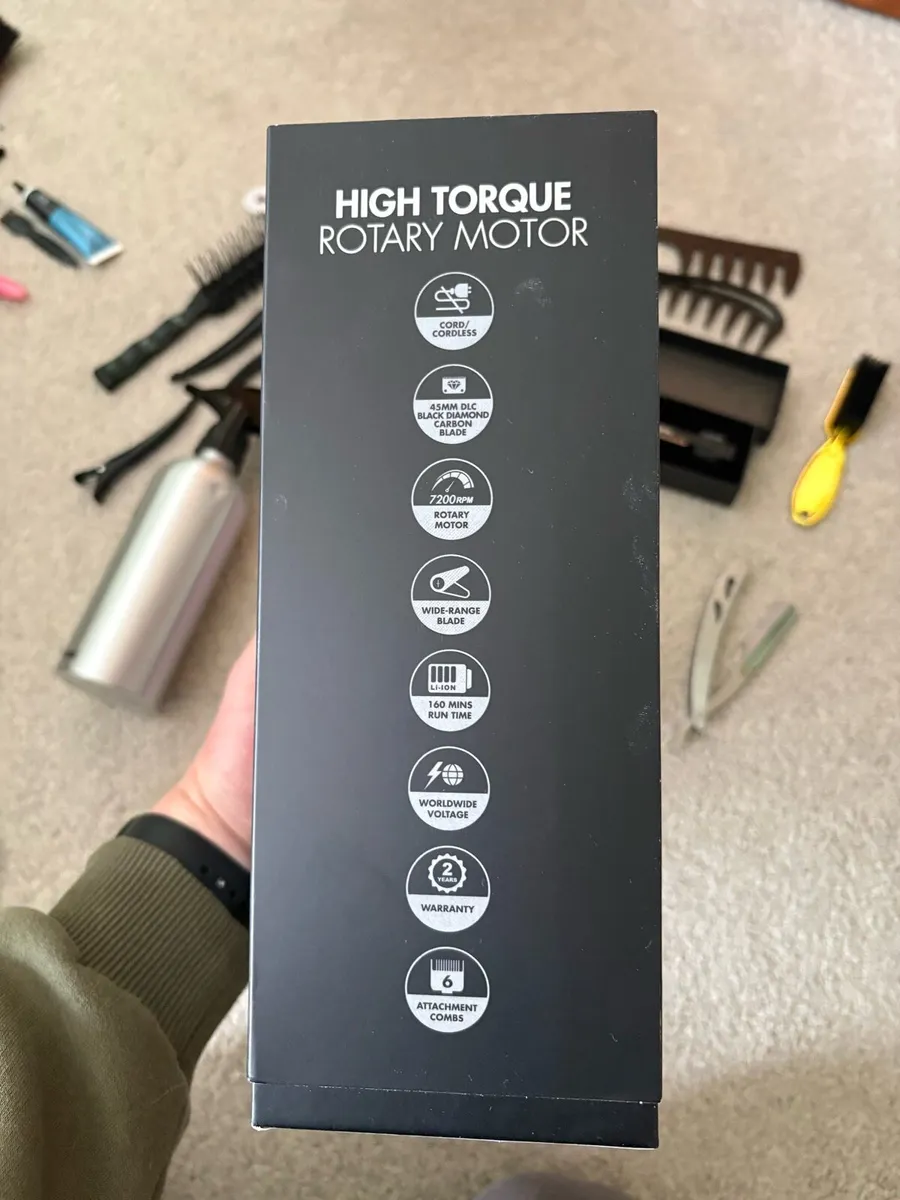 HIGH TORQUE
ROTARY MOTOR
CORD/
CORDLESS
45MM DLC
BLACK DIAMOND
CARBON
BLADE
7200RPM
ROTARY
MOTOR
WIDE-RANGE
BLADE
LI-ION
160 MINS
RUN TIME
WORLDWIDE
VOLTAGE
2
YEARS
WARRANTY
6
ATTACHMENT
COMBS